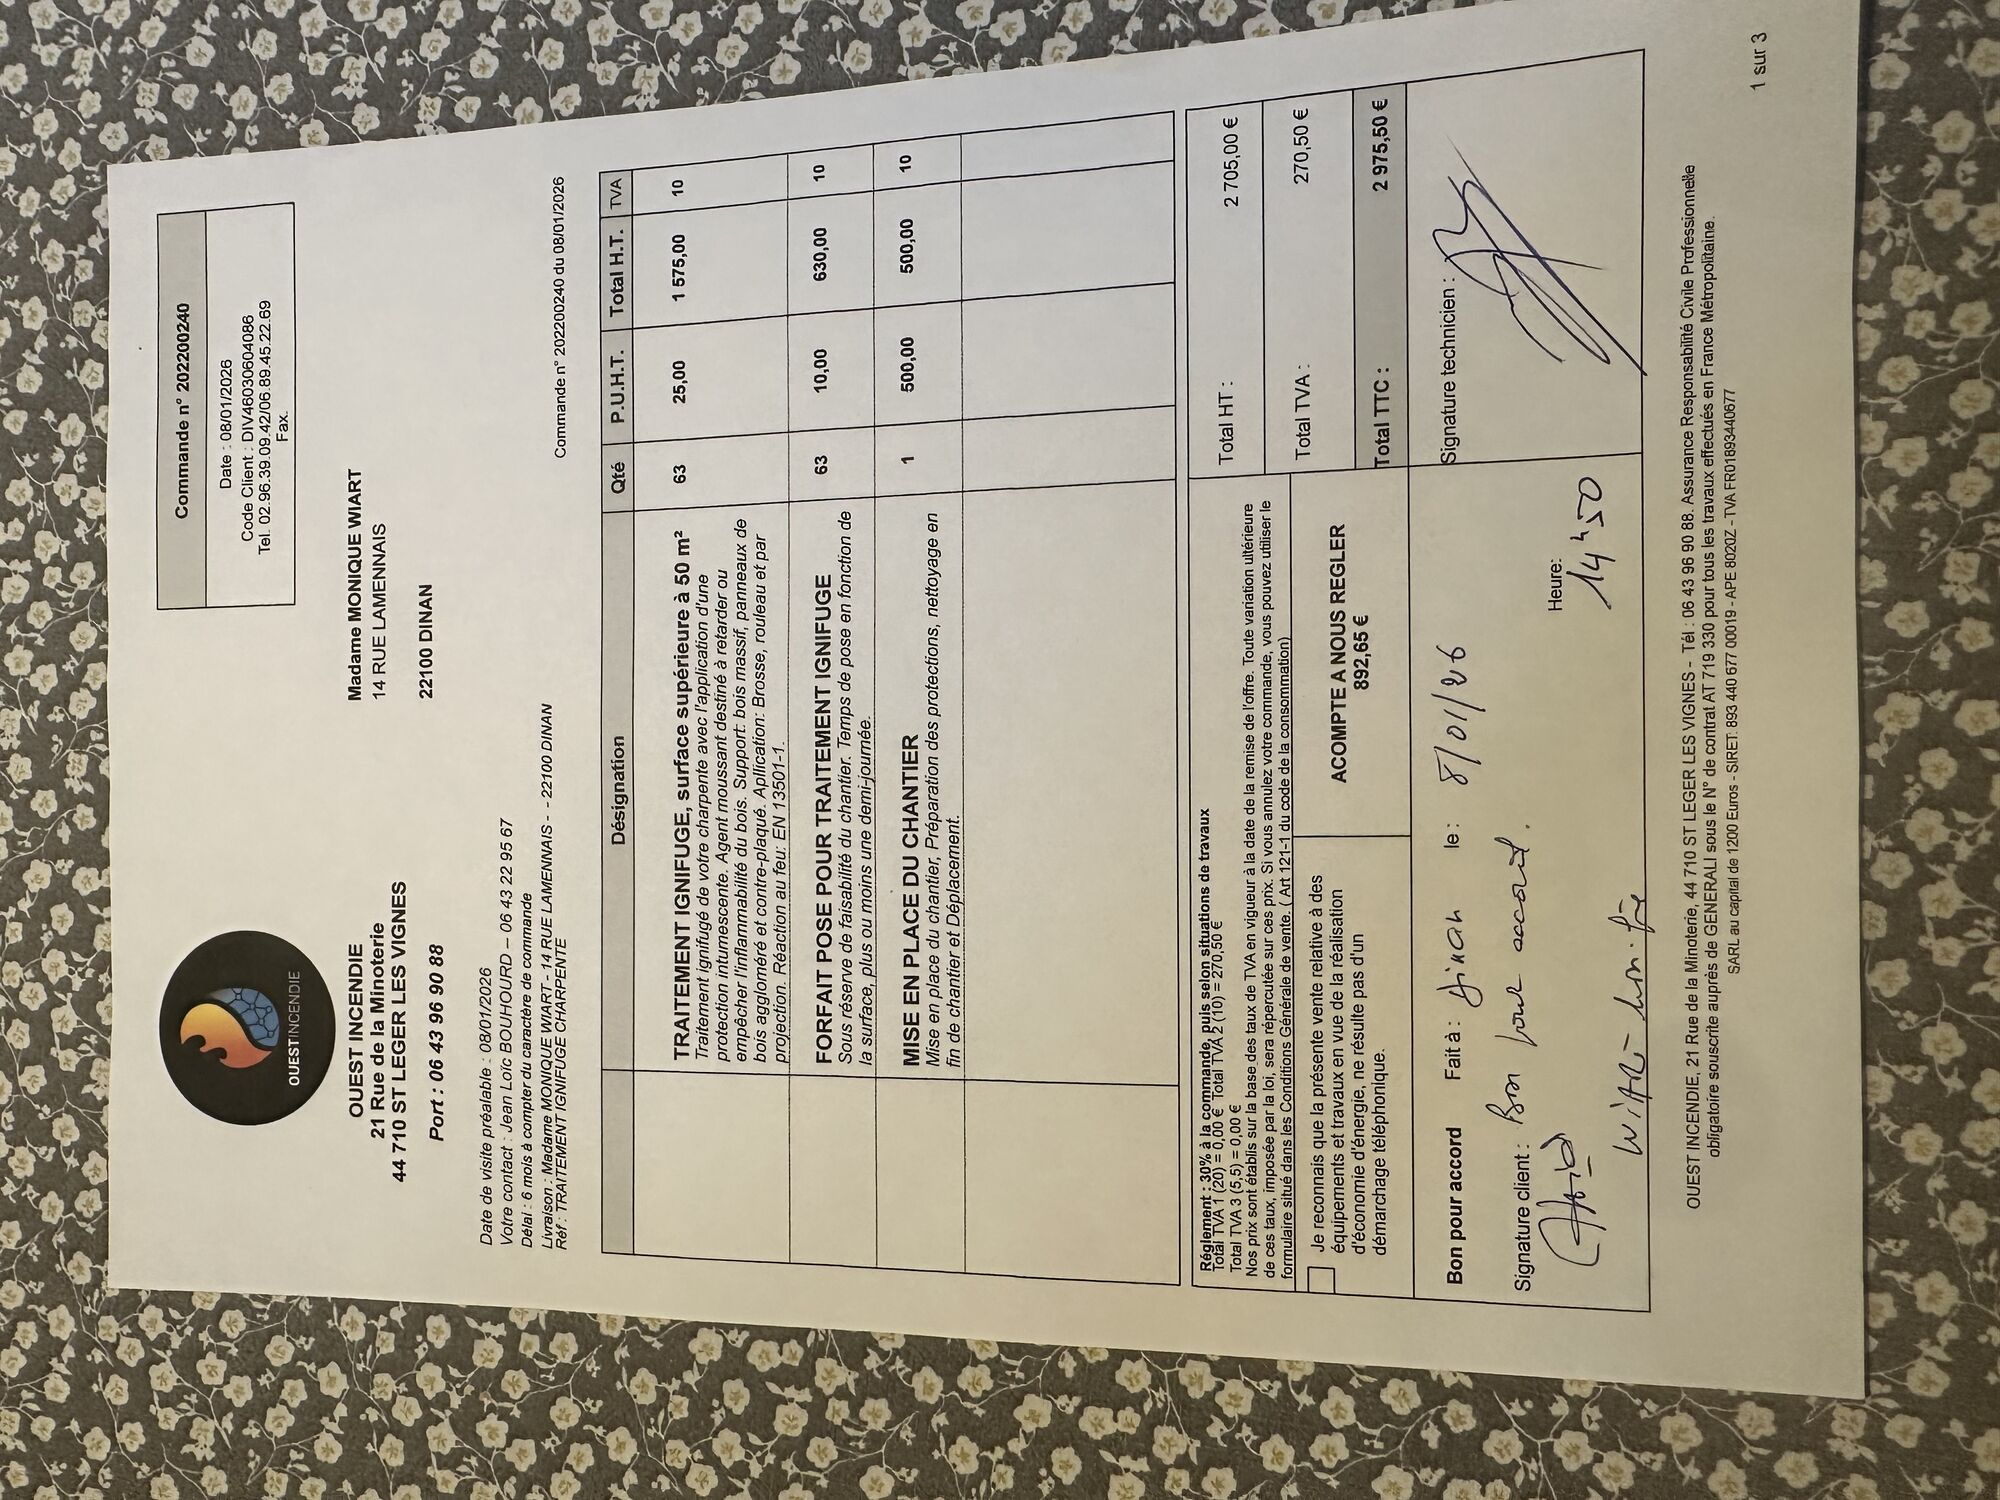 OUESTINCENDIE
Commande n° 202200240
Date : 08/01/2026
Code Client : DIV46030604086
Tel. 02.96.39.09.42/06.89.45.22.69
Fax.
OUEST INCENDIE
21 Rue de la Minoterie
44 710 ST LEGER LES VIGNES
Port : 06 43 96 90 88
Madame MONIQUE WIART
14 RUE LAMENNAIS
22100 DINAN
Date de visite préalable : 08/01/2026
Votre contact : Jean Loïc BOUHOURD – 06 43 22 95 67
Délai : 6 mois à compter du caractère de commande
Livraison : Madame MONIQUE WIART - 14 RUE LAMENNAIS - - 22100 DINAN
Réf : TRAITEMENT IGNIFUGE CHARPENTE
Commande n° 202200240 du 08/01/2026
Désignation Qté P.U.H.T. Total H.T. TVA
TRAITEMENT IGNIFUGE, surface supérieure à 50 m² 63 25,00 1 575,00 10
Traitement ignifugé de votre charpente avec l'application d'une
protection intumescente. Agent moussant destiné à retarder ou
empêcher l'inflammabilité du bois. Support: bois massif, panneaux de
bois aggloméré et contre-plaqué. Apllication: Brosse, rouleau et par
projection. Réaction au feu: EN 13501-1.
FORFAIT POSE POUR TRAITEMENT IGNIFUGE 63 10,00 630,00 10
Sous réserve de faisabilité du chantier. Temps de pose en fonction de
la surface, plus ou moins une demi-journée.
MISE EN PLACE DU CHANTIER 1 500,00 500,00 10
Mise en place du chantier, Préparation des protections, nettoyage en
fin de chantier et Déplacement.
Réglement : 30% à la commande, puis selon situations de travaux
Total TVA 1 (20) = 0,00 € Total TVA 2 (10) = 270,50 €
Total TVA 3 (5,5) = 0,00 €
Nos prix sont établis sur la base des taux de TVA en vigueur à la date de la remise de l'offre. Toute variation ultérieure
de ces taux, imposée par la loi, sera répercutée sur ces prix. Si vous annulez votre commande, vous pouvez utiliser le
formulaire situé dans les Conditions Générale de vente. ( Art 121-1 du code de la consommation)
Total HT : 2 705,00 €
Total TVA : 270,50 €
Total TTC : 2 975,50 €
Je reconnais que la présente vente relative à des
équipements et travaux en vue de la réalisation
d'économie d'énergie, ne résulte pas d'un
démarchage téléphonique.
ACOMPTE A NOUS REGLER
892,65 €
Bon pour accord Fait à : dinan le : 8/01/26
Signature client : Bon pour accord.
Heure:
14h50
WIART
Signature technicien :
OUEST INCENDIE, 21 Rue de la Minoterie, 44 710 ST LEGER LES VIGNES - Tél : 06 43 96 90 88. Assurance Responsabilité Civile Professionnelle
obligatoire souscrite auprès de GENERALI sous le N° de contrat AT 719 330 pour tous les travaux effectués en France Métropolitaine.
SARL au capital de 1200 Euros - SIRET: 893 440 677 00019 - APE 8020Z - TVA FR01893440677
1 sur 3